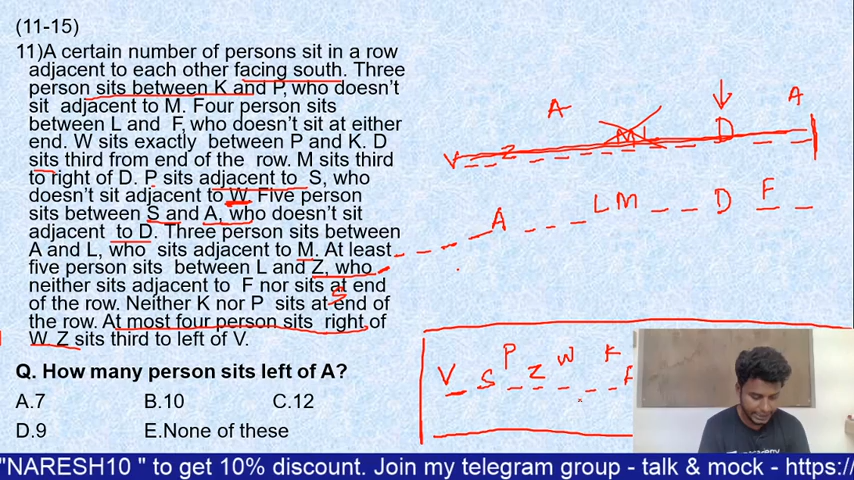 (11-15)
11)A certain number of persons sit in a row
adjacent to each other facing south. Three
person sits between K and P, who doesn't
sit adjacent to M. Four person sits
between L and F, who doesn't sit at either
end. W sits exactly between P and K. D
sits third from end of the row. M sits third
to right of D. P sits adjacent to S, who
doesn't sit adjacent to W. Five person
sits between S and A, who doesn't sit
adjacent to D. Three person sits between
A and L, who sits adjacent to M. At least
five person sits between L and Z, who
neither sits adjacent to F nor sits at end
of the row. Neither K nor P sits at end of
the row. At most four person sits right of
W. Z sits third to left of V.
Q. How many person sits left of A?
A.7 B.10 C.12
D.9 E.None of these
A A
V Z ML D
A LM D F
5
V S P Z W K
"NARESH10 " to get 10% discount. Join my telegram group - talk & mock - https:/